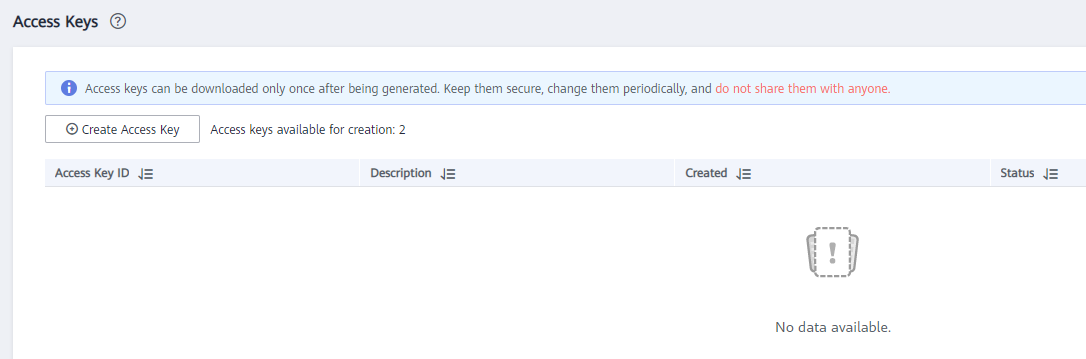 Access Keys ?
Access keys can be downloaded only once after being generated. Keep them secure, change them periodically, and do not share them with anyone.
Create Access Key Access keys available for creation: 2
Access Key ID Description Created Status
No data available.